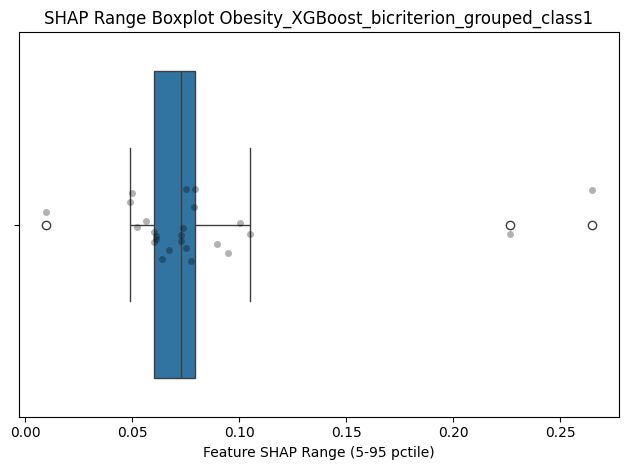 SHAP Range Boxplot Obesity_XGBoost_bicriterion_grouped_class1
0.00 0.05 0.10 0.15 0.20 0.25
Feature SHAP Range (5-95 pctile)